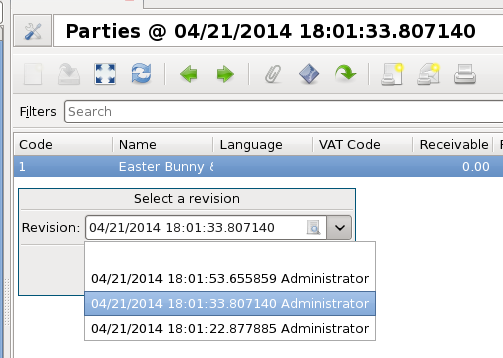 Parties @ 04/21/2014 18:01:33.807140
Filters Search
Code Name Language VAT Code Receivable
1 Easter Bunny & 0.00
Select a revision
Revision: 04/21/2014 18:01:33.807140
04/21/2014 18:01:53.655859 Administrator
04/21/2014 18:01:33.807140 Administrator
04/21/2014 18:01:22.877885 Administrator